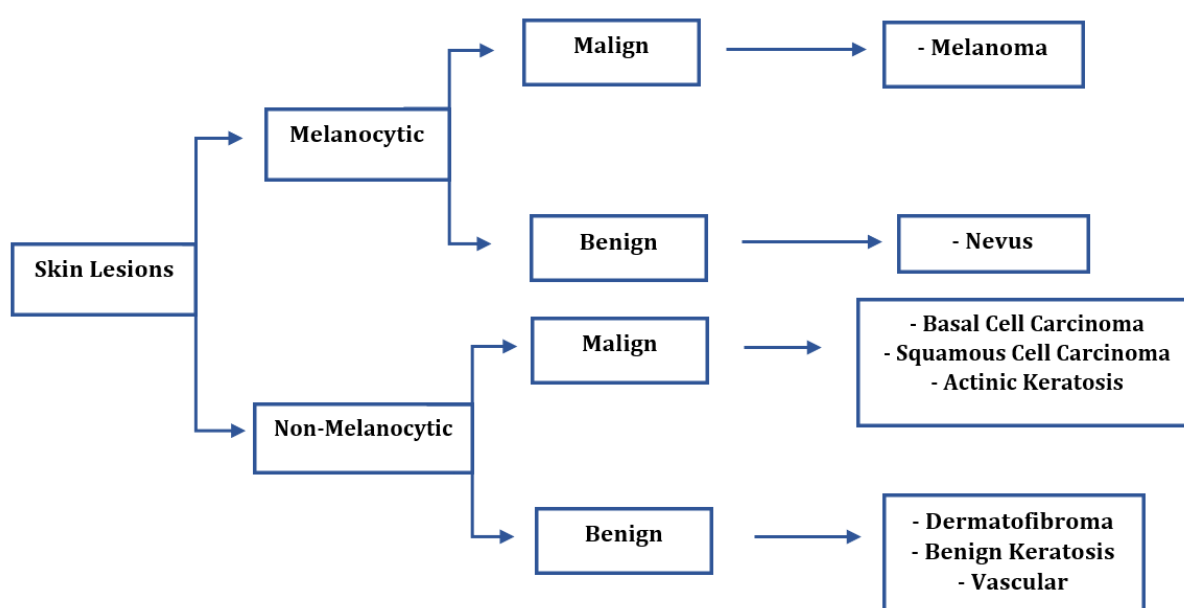 Skin Lesions
Melanocytic
Malign
- Melanoma
Benign
- Nevus
Non-Melanocytic
Malign
- Basal Cell Carcinoma
- Squamous Cell Carcinoma
- Actinic Keratosis
Benign
- Dermatofibroma
- Benign Keratosis
- Vascular